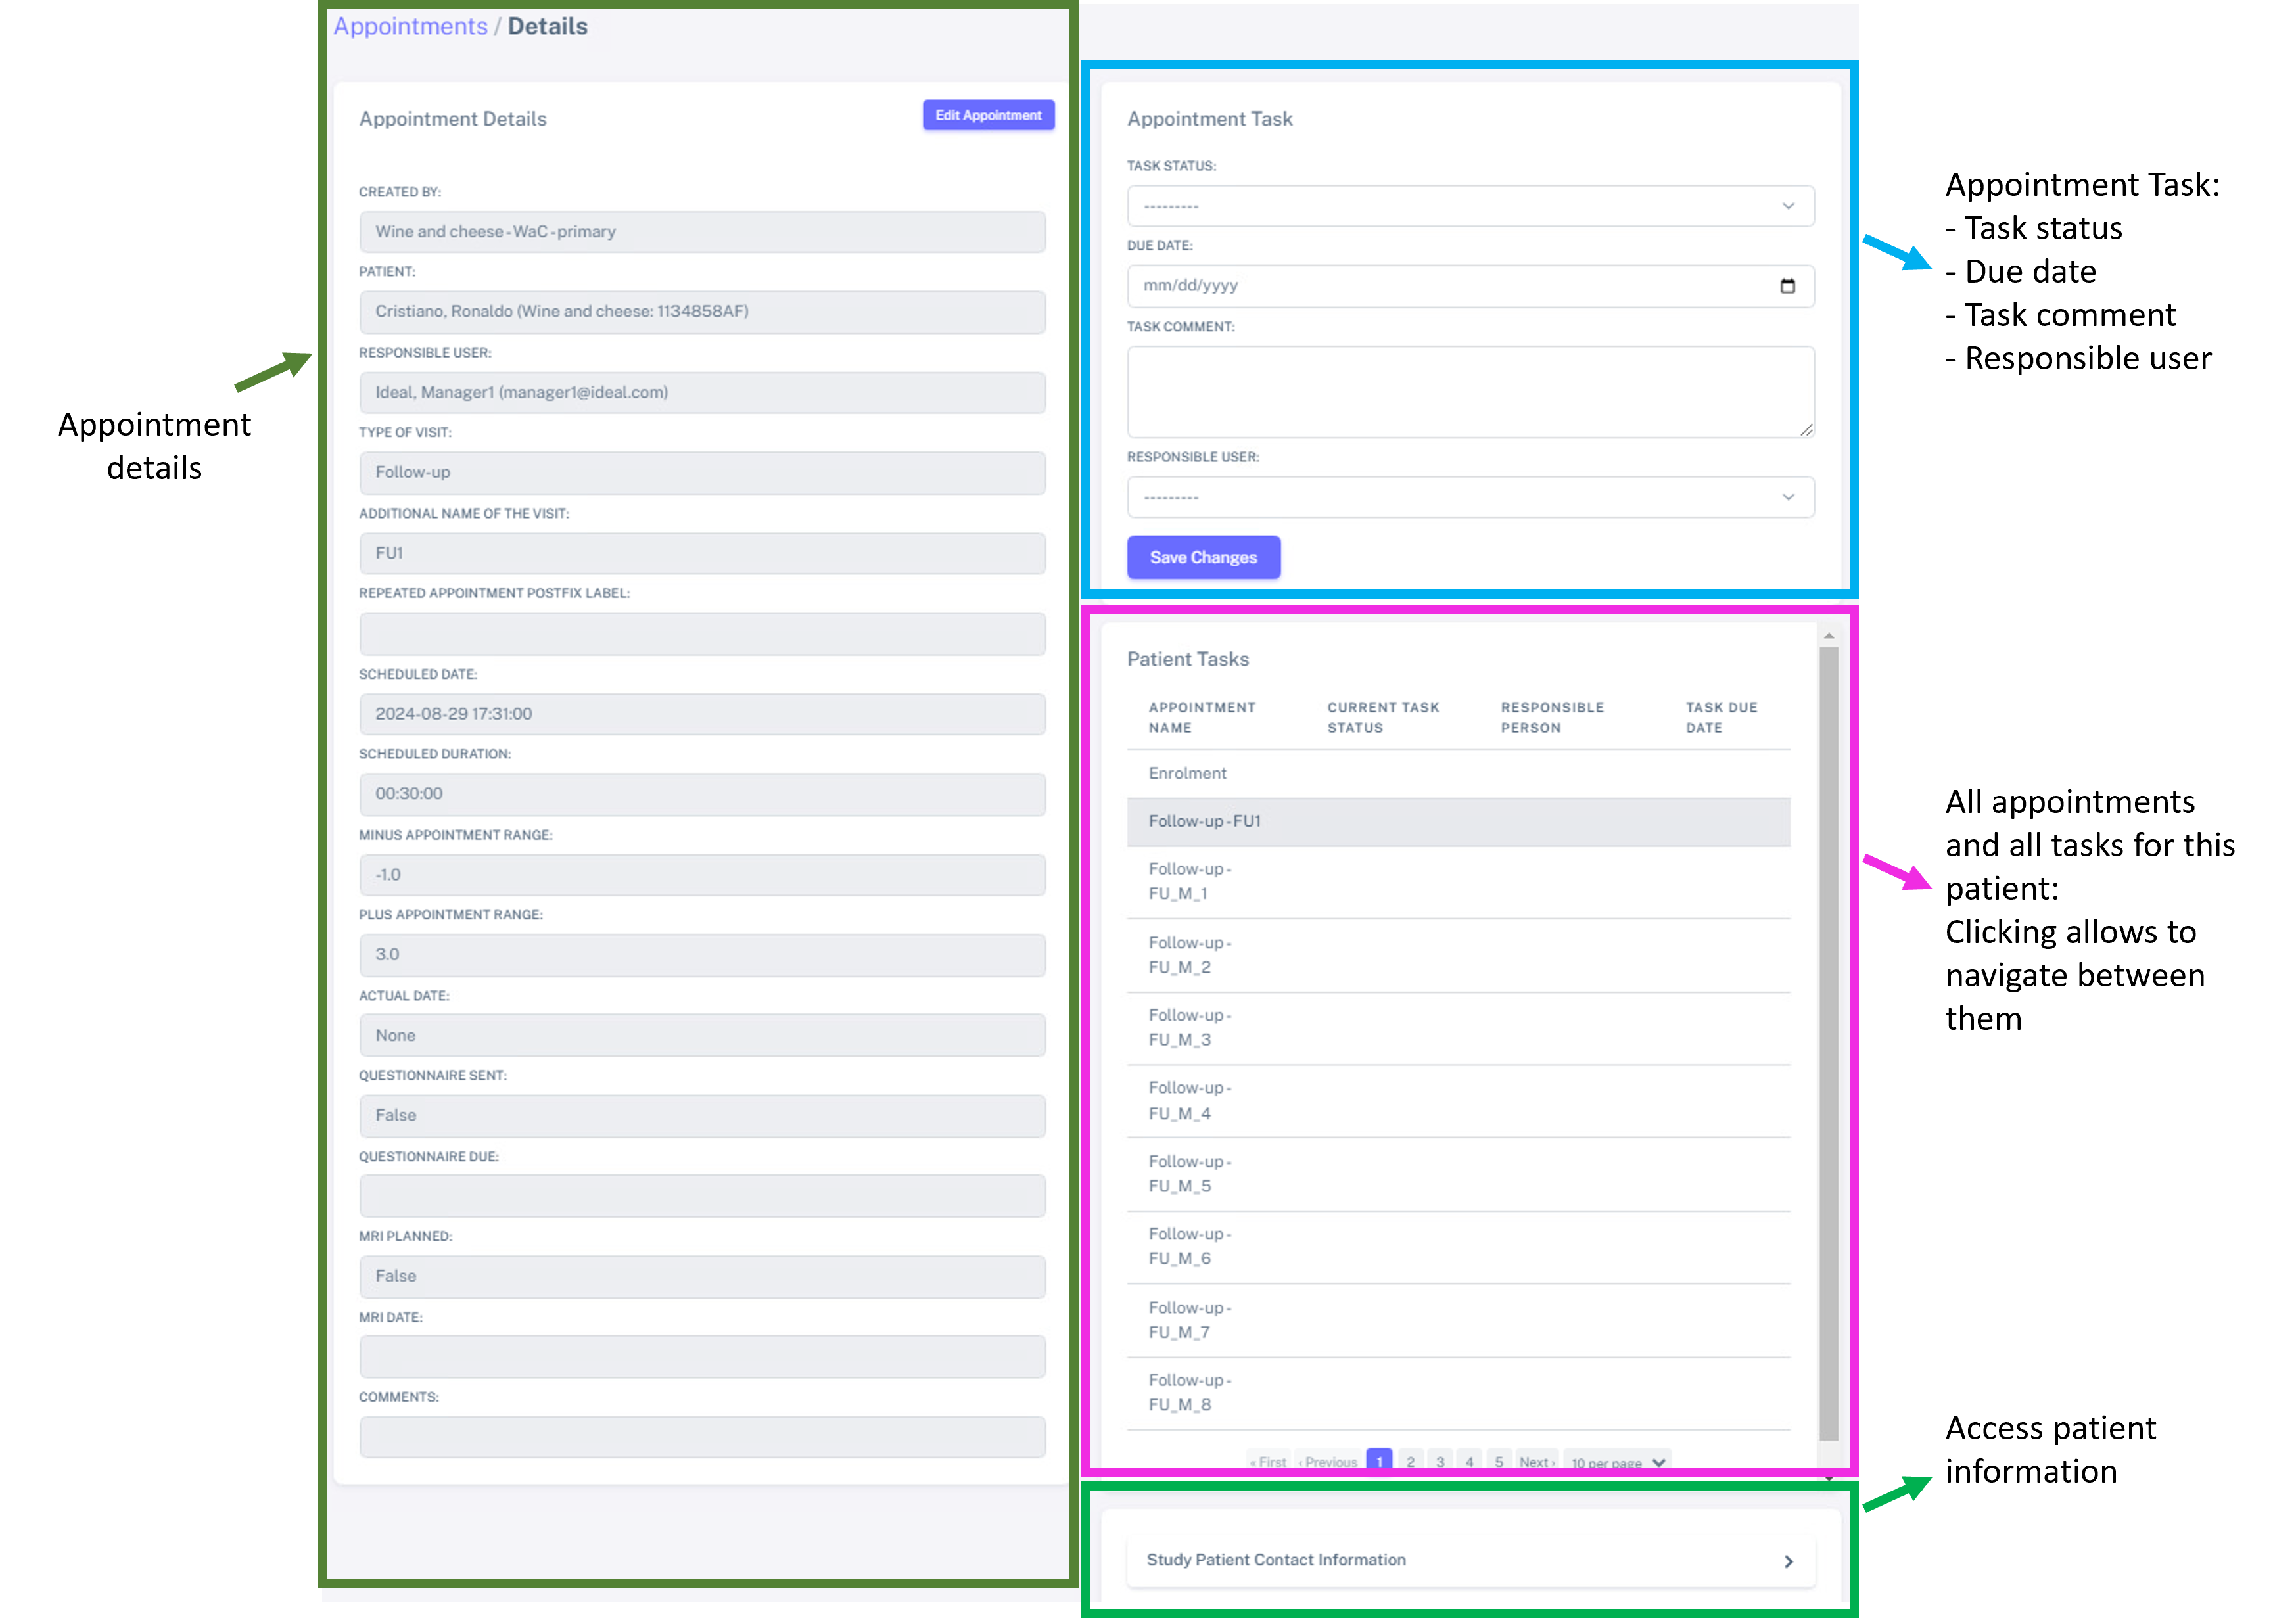 Appointments / Details
Appointment Details
Edit Appointment
CREATED BY:
Wine and cheese - WaC - primary
PATIENT:
Cristiano, Ronaldo (Wine and cheese: 1134858AF)
RESPONSIBLE USER:
Ideal, Manager1 (manager1@ideal.com)
TYPE OF VISIT:
Follow-up
ADDITIONAL NAME OF THE VISIT:
FU1
REPEATED APPOINTMENT POSTFIX LABEL:
SCHEDULED DATE:
2024-08-29 17:31:00
SCHEDULED DURATION:
00:30:00
MINUS APPOINTMENT RANGE:
-1.0
PLUS APPOINTMENT RANGE:
3.0
ACTUAL DATE:
None
QUESTIONNAIRE SENT:
False
QUESTIONNAIRE DUE:
MRI PLANNED:
False
MRI DATE:
COMMENTS:
Appointment
details
Appointment Task
TASK STATUS:
---------
DUE DATE:
mm/dd/yyyy
TASK COMMENT:
RESPONSIBLE USER:
---------
Save Changes
Appointment Task:
- Task status
- Due date
- Task comment
- Responsible user
Patient Tasks
APPOINTMENT NAME CURRENT TASK STATUS RESPONSIBLE PERSON TASK DUE DATE
Enrolment
Follow-up - FU1
Follow-up -
FU_M_1
Follow-up -
FU_M_2
Follow-up -
FU_M_3
Follow-up -
FU_M_4
Follow-up -
FU_M_5
Follow-up -
FU_M_6
Follow-up -
FU_M_7
Follow-up -
FU_M_8
« First ‹ Previous 1 2 3 4 5 Next › 10 per page
All appointments
and all tasks for this
patient:
Clicking allows to
navigate between
them
Study Patient Contact Information
Access patient
information